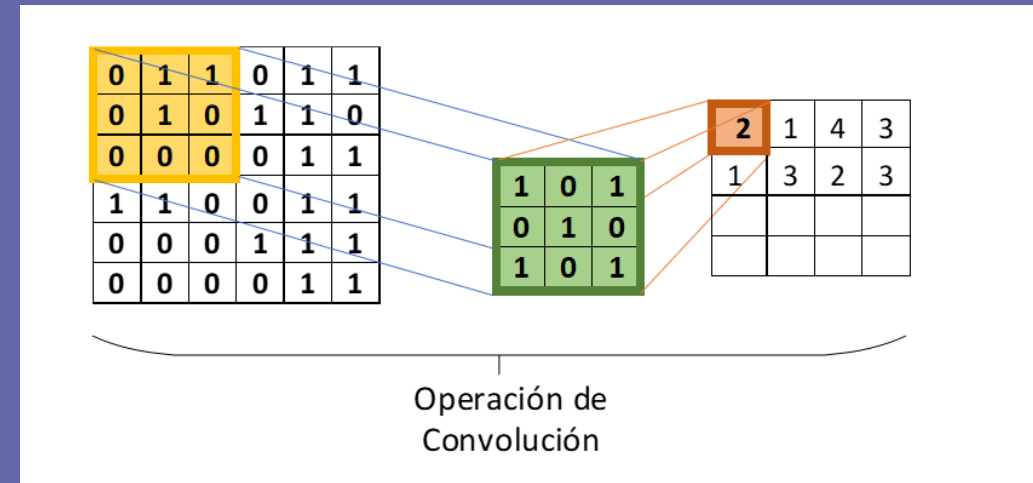 0 1 1 0 1 1
0 1 0 1 1 0
0 0 0 0 1 1
1 1 0 0 1 1
0 0 0 1 1 1
0 0 0 0 1 1
1 0 1
0 1 0
1 0 1
2 1 4 3
1 3 2 3
Operación de
Convolución